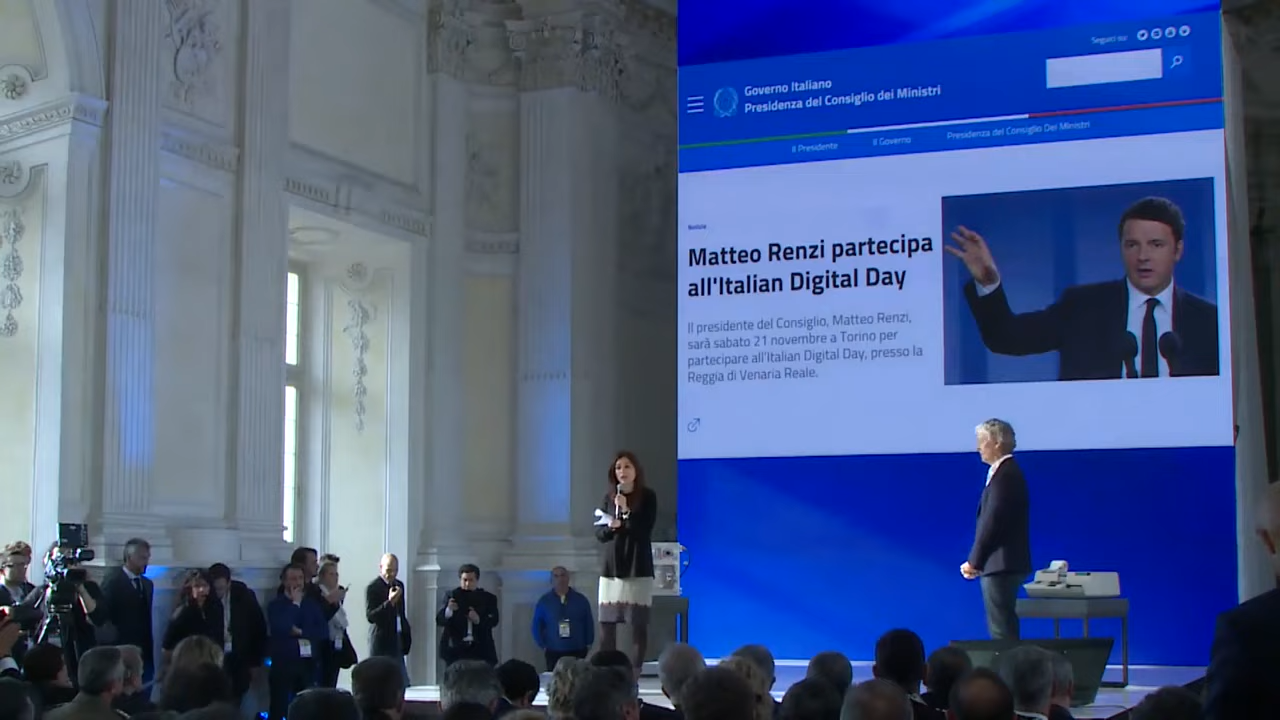 Seguici su:
Governo Italiano
Presidenza del Consiglio dei Ministri
Il Presidente
Il Governo
Presidenza del Consiglio Dei Ministri
Notizie
Matteo Renzi partecipa
all'Italian Digital Day
Il presidente del Consiglio, Matteo Renzi,
sarà sabato 21 novembre a Torino per
partecipare all'Italian Digital Day, presso la
Reggia di Venaria Reale.